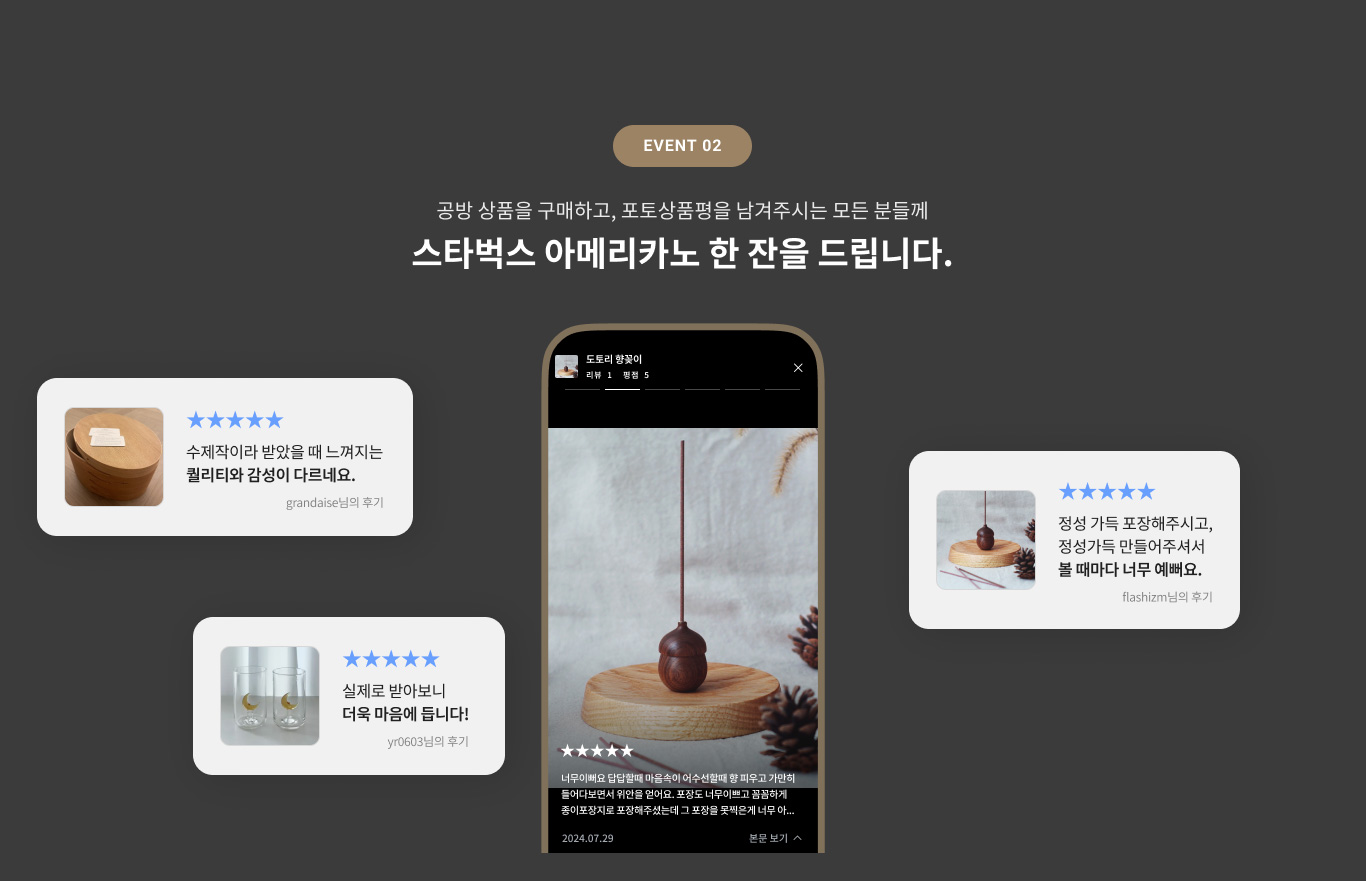 EVENT 02
공방 상품을 구매하고, 포토상품평을 남겨주시는 모든 분들께
스타벅스 아메리카노 한 잔을 드립니다.
수제작이라 받았을 때 느껴지는
퀄리티와 감성이 다르네요.
grandaise님의 후기
실제로 받아보니
더욱 마음에 듭니다!
yr0603님의 후기
도토리 향꽂이
리뷰 1 평점 5
너무이뻐요 답답할때 마음속이 어수선할때 향 피우고 가만히
들어다보면서 위안을 얻어요. 포장도 너무이쁘고 꼼꼼하게
종이포장지로 포장해주셨는데 그 포장을 못찍은게 너무 아...
2024.07.29
본문 보기
정성 가득 포장해주시고,
정성가득 만들어주셔서
볼 때마다 너무 예뻐요.
flashizm님의 후기